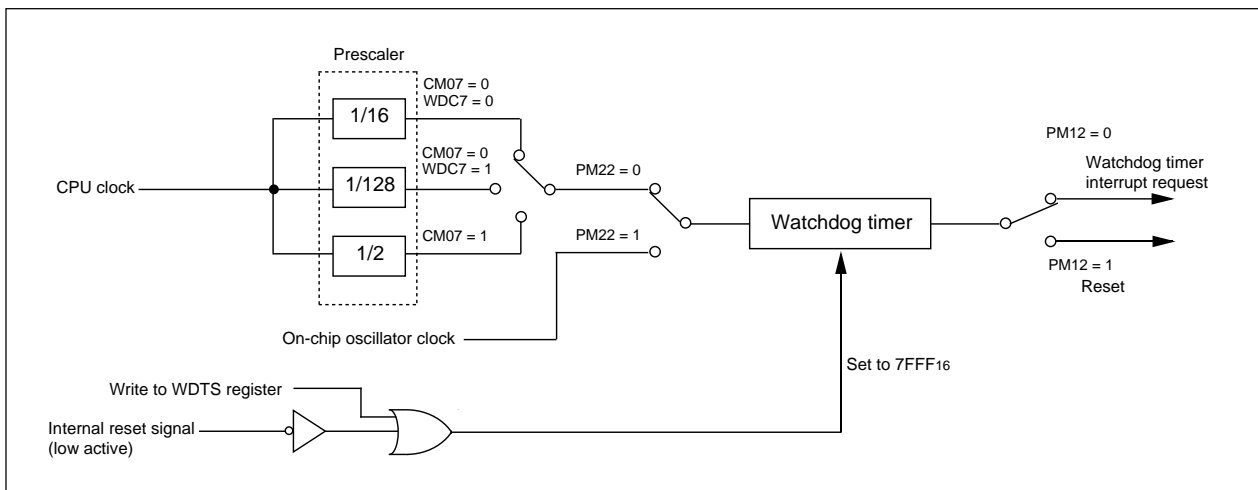 Prescaler
CM07 = 0
WDC7 = 0
1/16
PM12 = 0
CM07 = 0
WDC7 = 1
PM22 = 0
Watchdog timer
interrupt request
CPU clock
1/128
Watchdog timer
CM07 = 1
PM22 = 1
1/2
PM12 = 1
Reset
On-chip oscillator clock
Set to 7FFF16
Write to WDTS register
Internal reset signal
(low active)